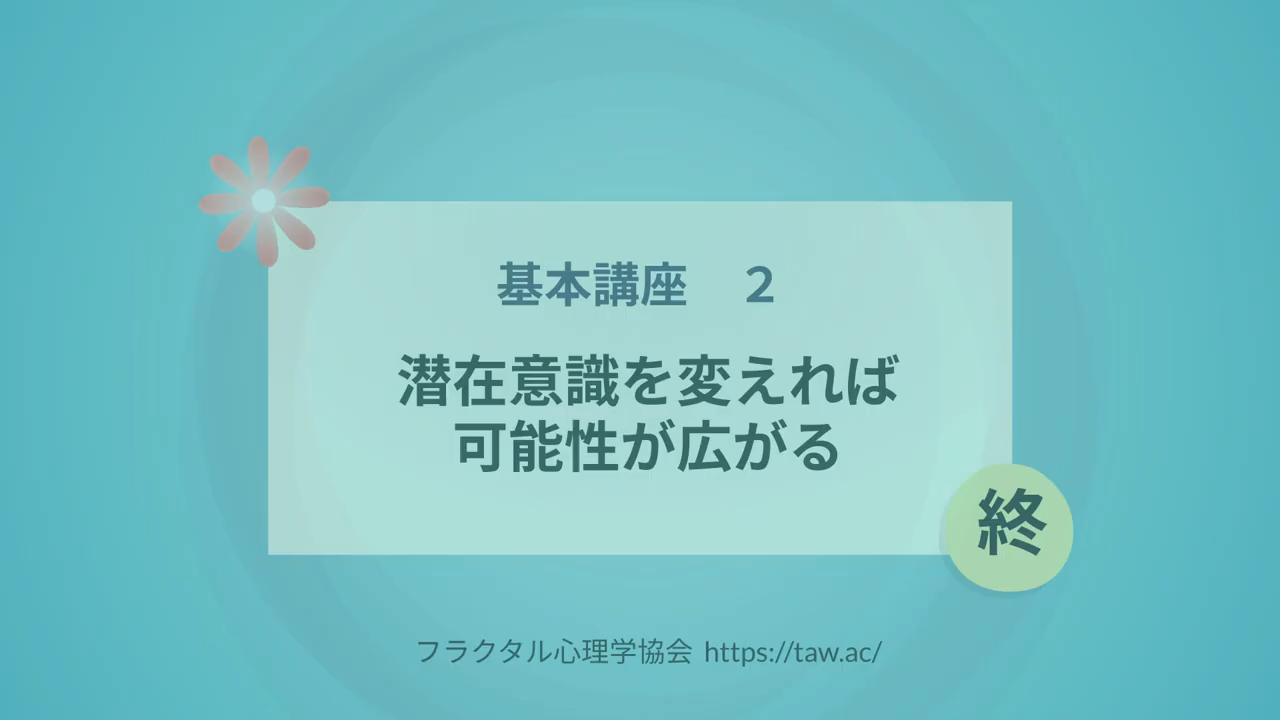 基本講座　２
潜在意識を変えれば
可能性が広がる
終
フラクタル心理学協会 https://taw.ac/